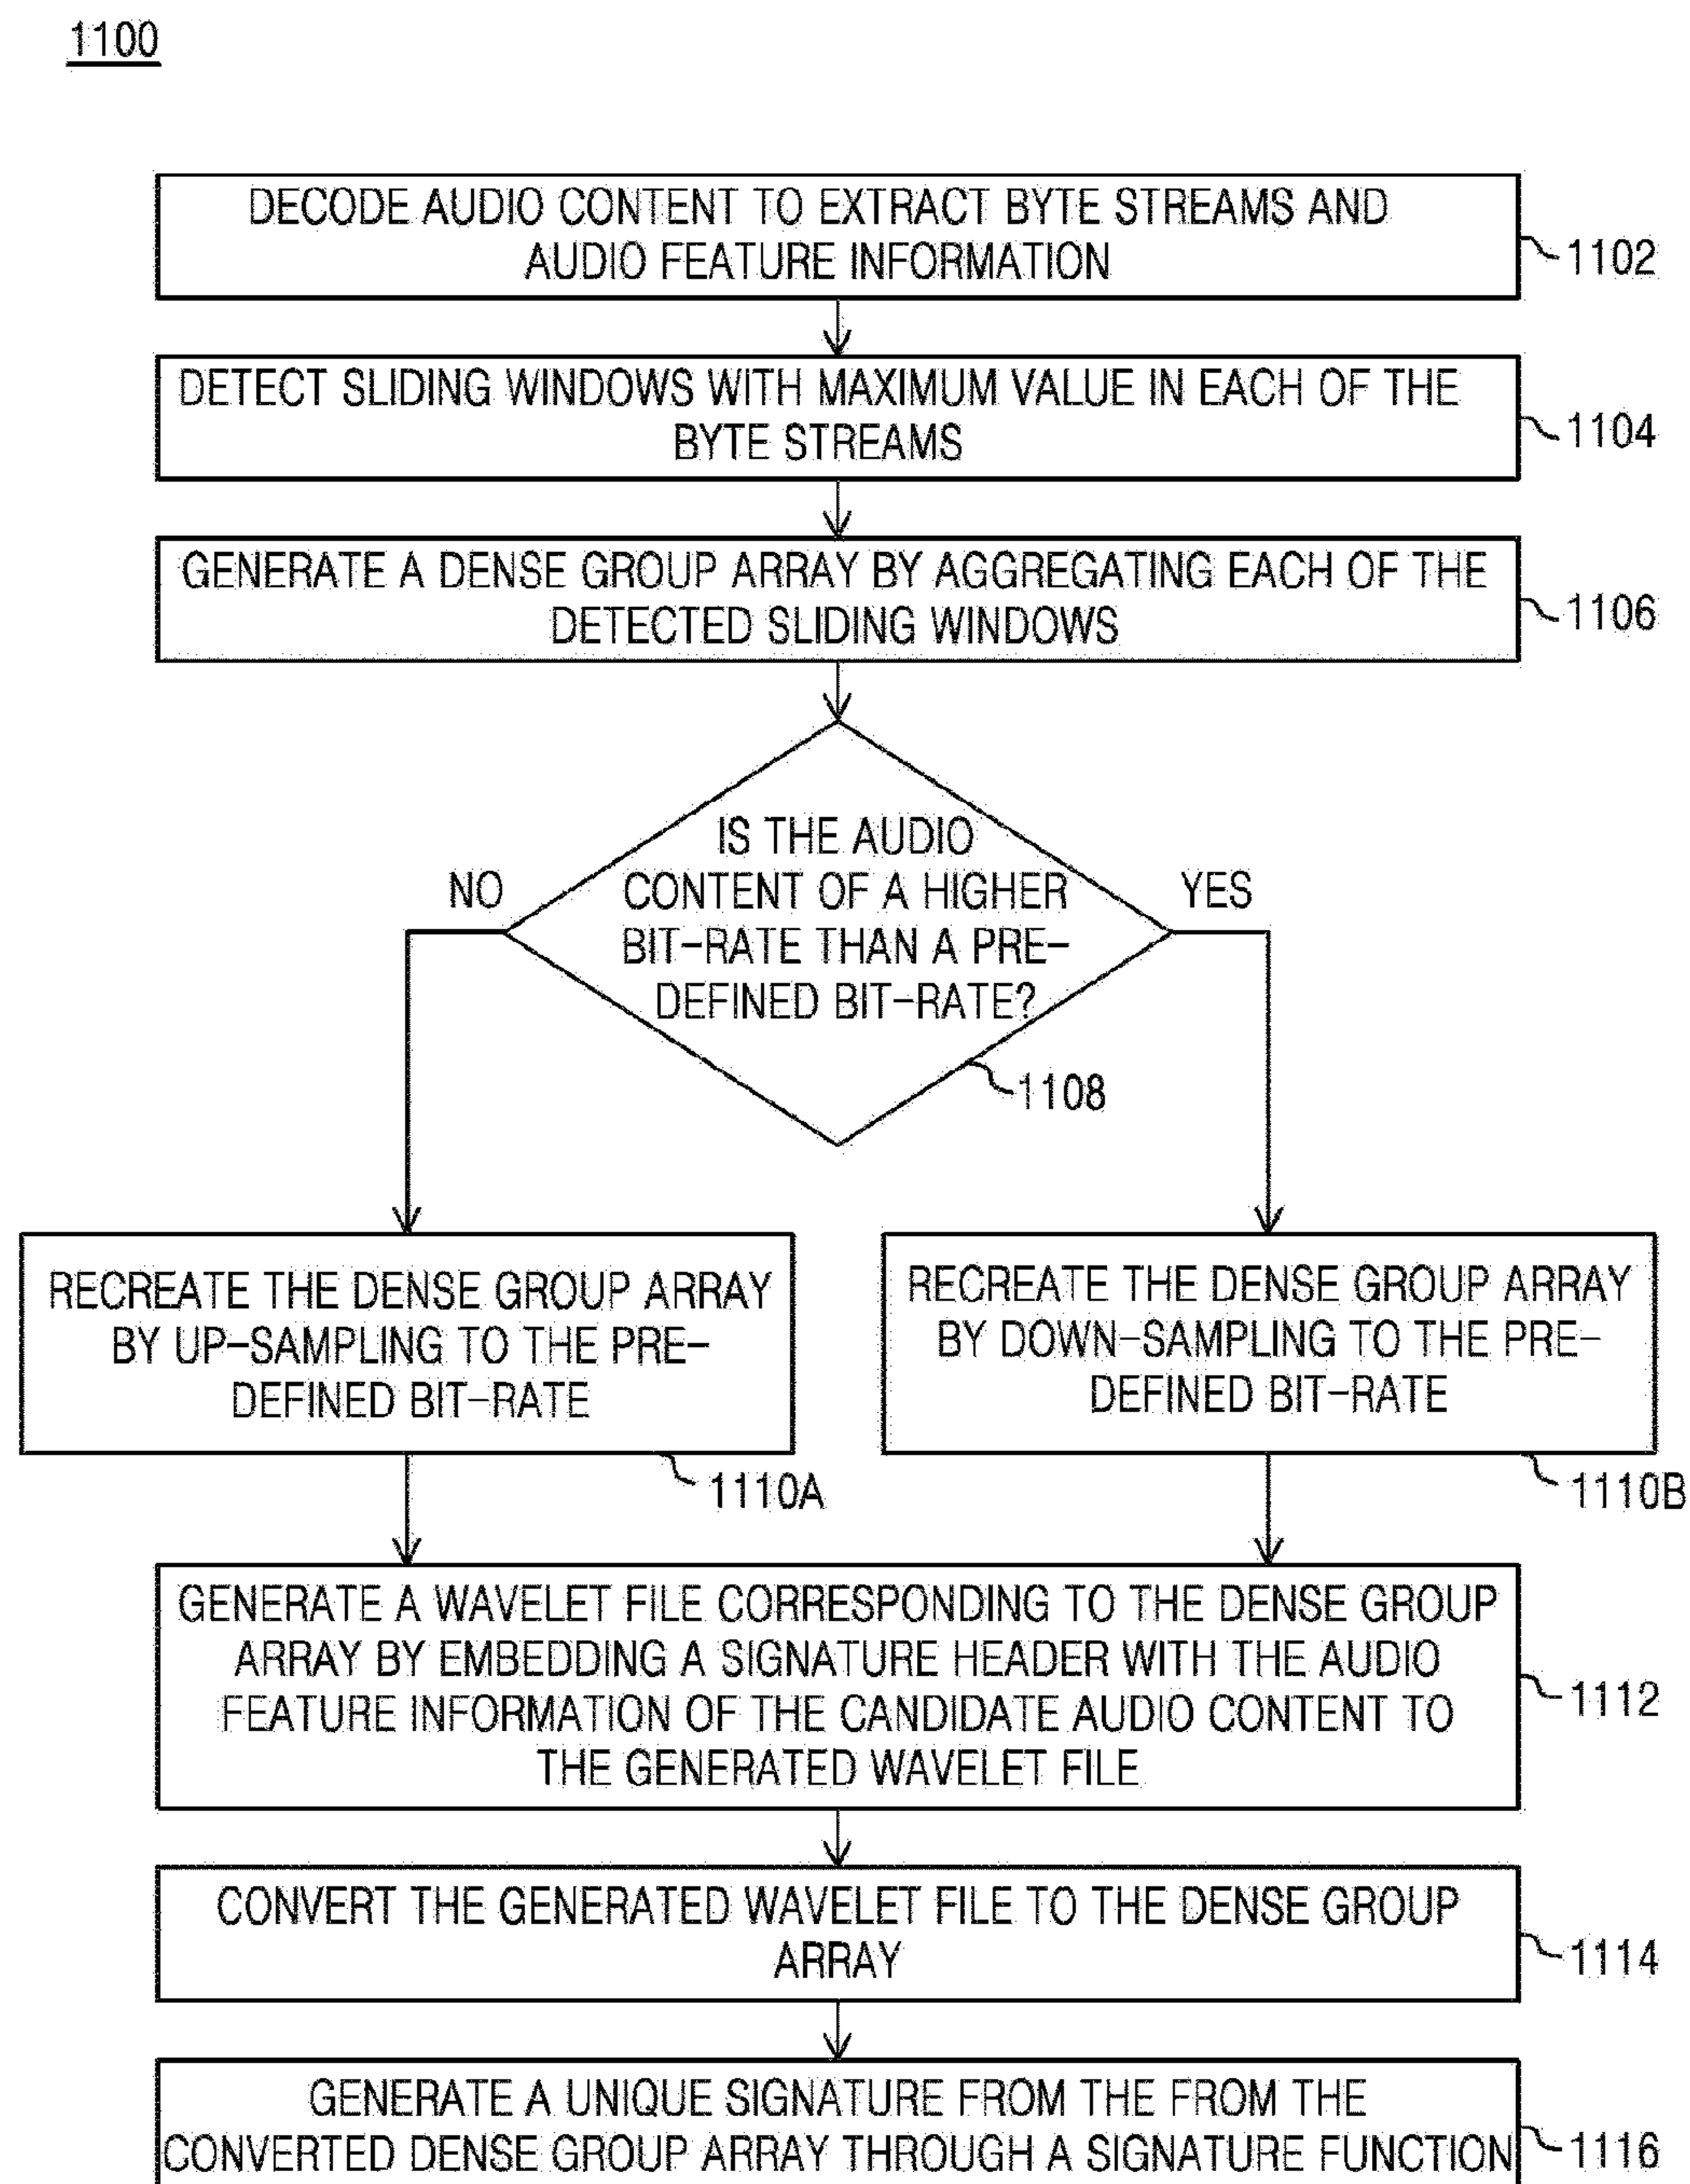 1100
DECODE AUDIO CONTENT TO EXTRACT BYTE STREAMS AND
AUDIO FEATURE INFORMATION
1102
DETECT SLIDING WINDOWS WITH MAXIMUM VALUE IN EACH OF THE
BYTE STREAMS
1104
GENERATE A DENSE GROUP ARRAY BY AGGREGATING EACH OF THE
DETECTED SLIDING WINDOWS
1106
IS THE AUDIO
CONTENT OF A HIGHER
BIT-RATE THAN A PRE-
DEFINED BIT-RATE?
NO
YES
1108
RECREATE THE DENSE GROUP ARRAY
BY UP-SAMPLING TO THE PRE-
DEFINED BIT-RATE
1110A
RECREATE THE DENSE GROUP ARRAY
BY DOWN-SAMPLING TO THE PRE-
DEFINED BIT-RATE
1110B
GENERATE A WAVELET FILE CORRESPONDING TO THE DENSE GROUP
ARRAY BY EMBEDDING A SIGNATURE HEADER WITH THE AUDIO
FEATURE INFORMATION OF THE CANDIDATE AUDIO CONTENT TO
THE GENERATED WAVELET FILE
1112
CONVERT THE GENERATED WAVELET FILE TO THE DENSE GROUP
ARRAY
1114
GENERATE A UNIQUE SIGNATURE FROM THE FROM THE
CONVERTED DENSE GROUP ARRAY THROUGH A SIGNATURE FUNCTION
1116